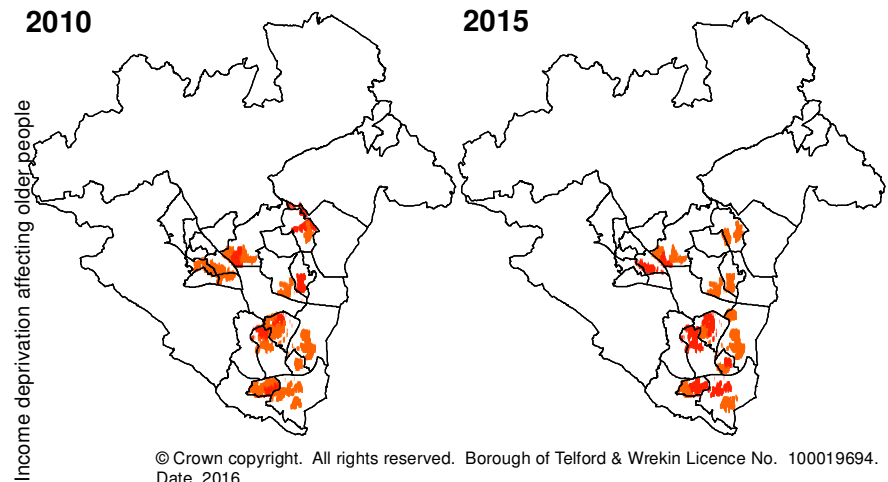 2010
2015
Income deprivation affecting older people
© Crown copyright. All rights reserved. Borough of Telford & Wrekin Licence No. 100019694.
Date 2016